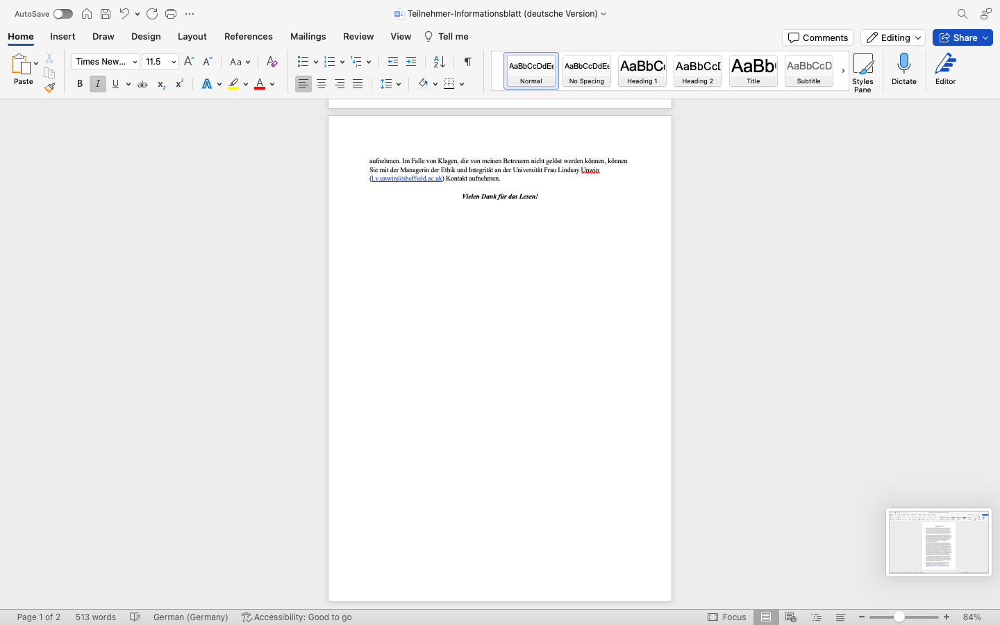 AutoSave
Teilnehmer-Informationsblatt (deutsche Version)
Home Insert Draw Design Layout References Mailings Review View Tell me
Comments Editing Share
Paste
Times New... 11.5 A A Aa A
B I U ab x2 x2 A A
A Z
AaBbCcDdEe AaBbCcDdEe AaBbC AaBbCcD AaBb AaBbCcD
Normal No Spacing Heading 1 Heading 2 Title Subtitle
Styles Pane
Dictate
Editor
aufnehmen. Im Falle von Klagen, die von meinen Betreuern nicht gelöst werden können, können
Sie mit der Managerin der Ethik und Integrität an der Universität Frau Lindsay Unwin
(l.v.unwin@sheffield.ac.uk) Kontakt aufnehmen.
Vielen Dank für das Lesen!
Page 1 of 2 513 words German (Germany) Accessibility: Good to go Focus 84%